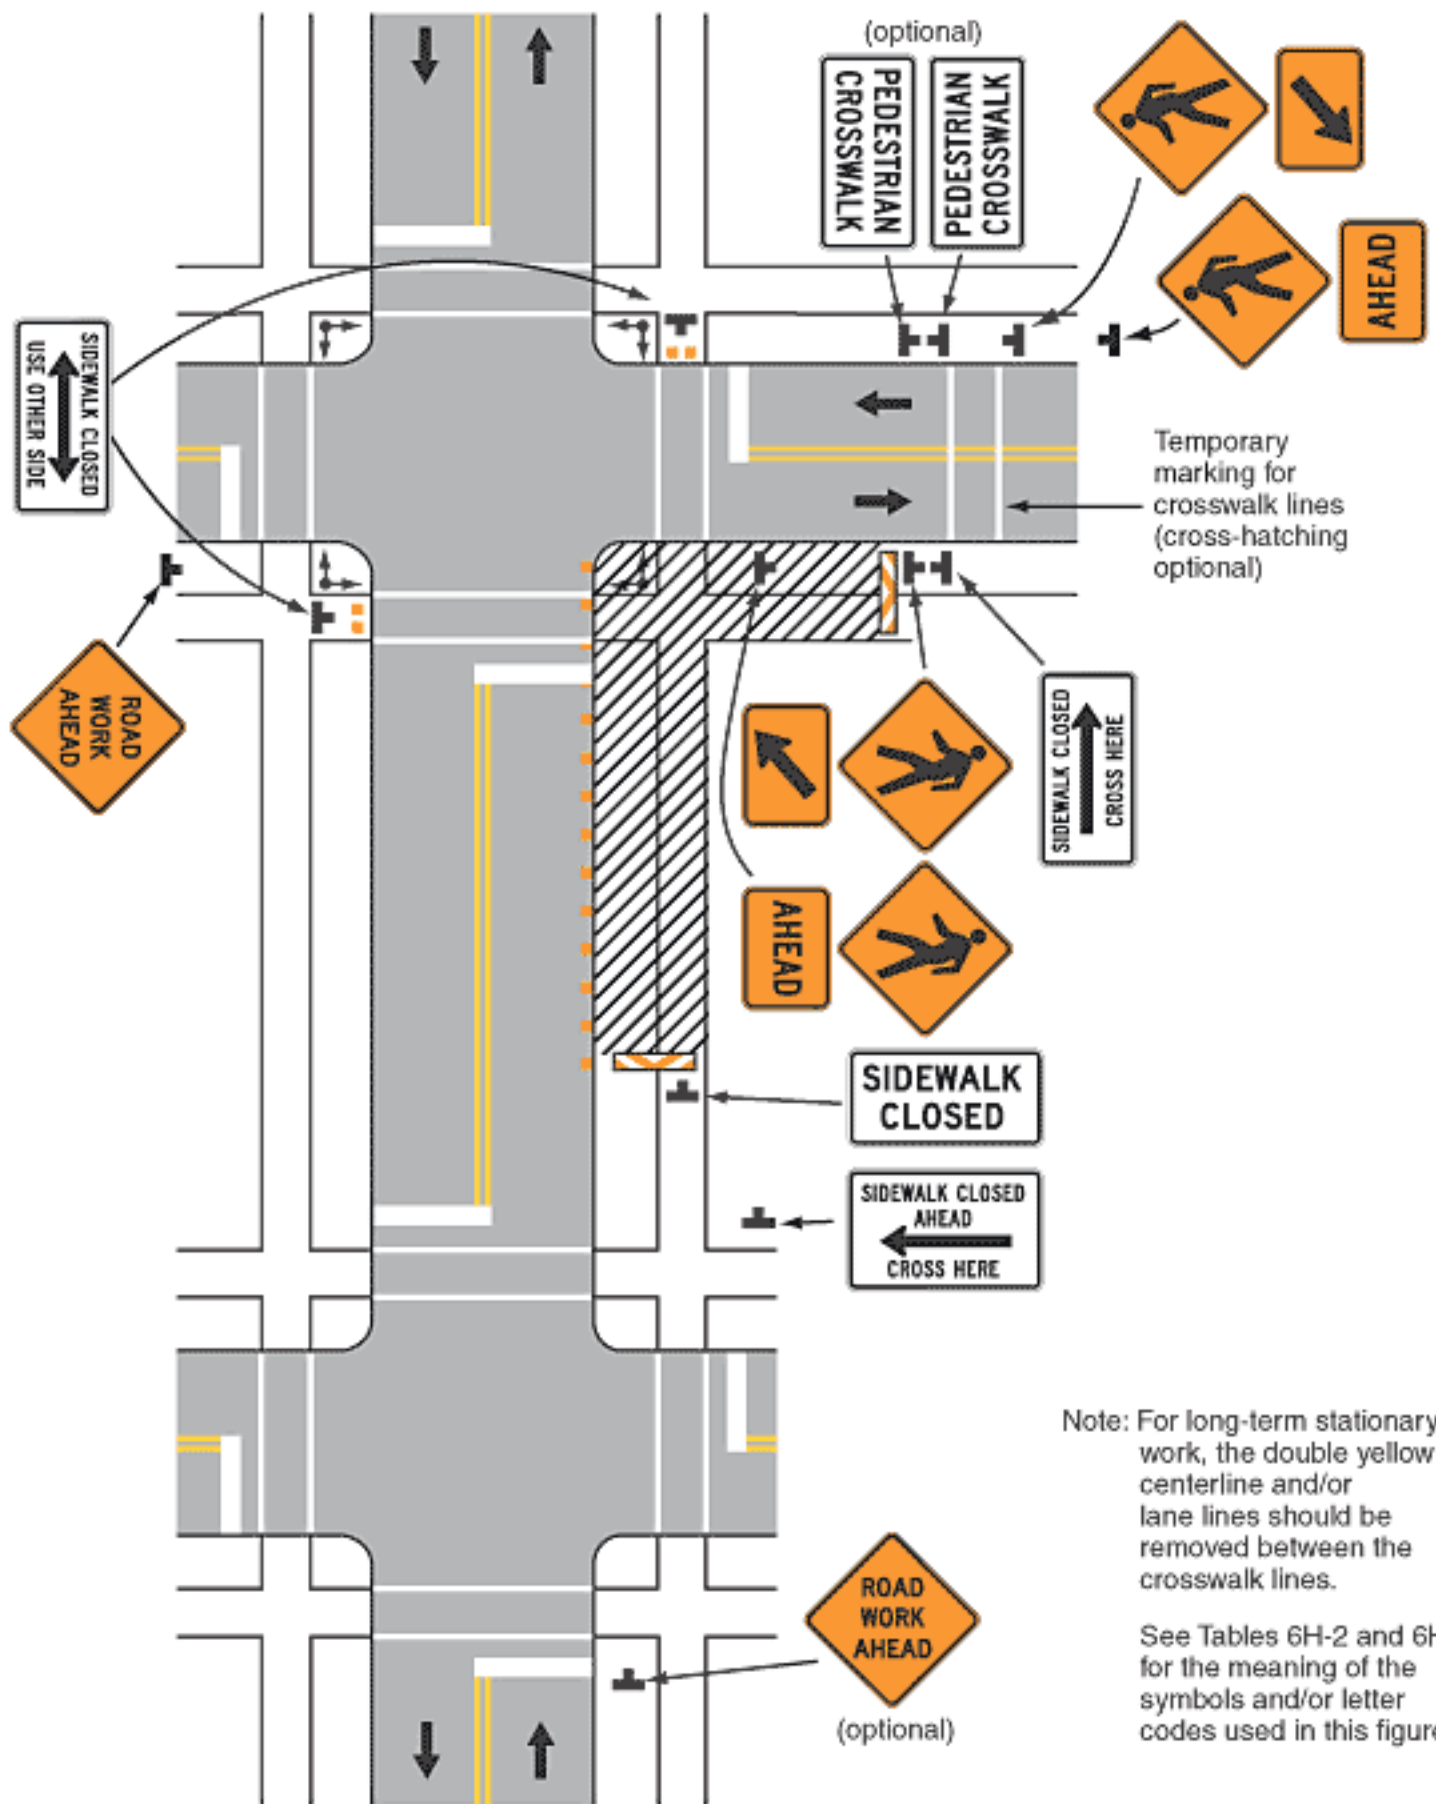 (optional)
PEDESTRIAN
CROSSWALK
PEDESTRIAN
CROSSWALK
AHEAD
SIDEWALK CLOSED
USE OTHER SIDE
Temporary
marking for
crosswalk lines
(cross-hatching
optional)
ROAD
WORK
AHEAD
SIDEWALK CLOSED
CROSS HERE
AHEAD
SIDEWALK
CLOSED
SIDEWALK CLOSED
AHEAD
CROSS HERE
Note: For long-term stationary
work, the double yellow
centerline and/or
lane lines should be
removed between the
crosswalk lines.
ROAD
WORK
AHEAD
(optional)
See Tables 6H-2 and
for the meaning of the
symbols and/or letter
codes used in this figure